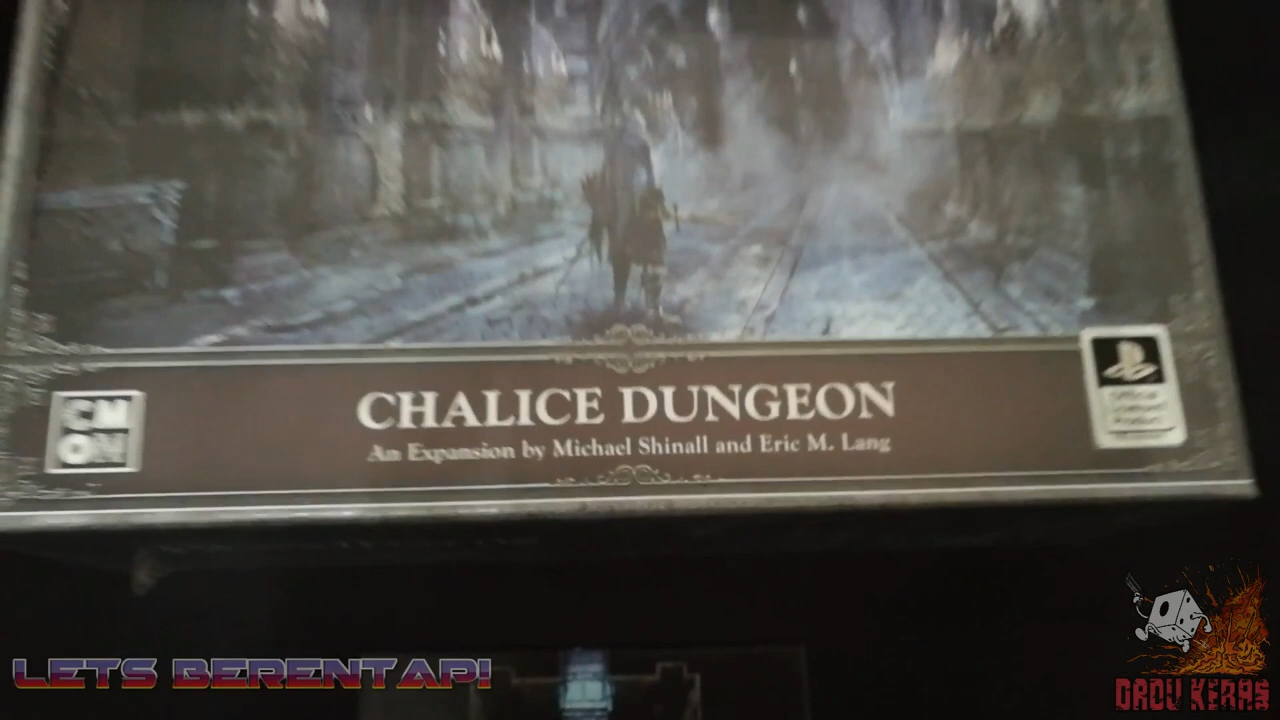 CHALICE DUNGEON
An Expansion by Michael Shinall and Eric M. Lang
CM
ON
LETS BERENTAP!
DADU KERAS